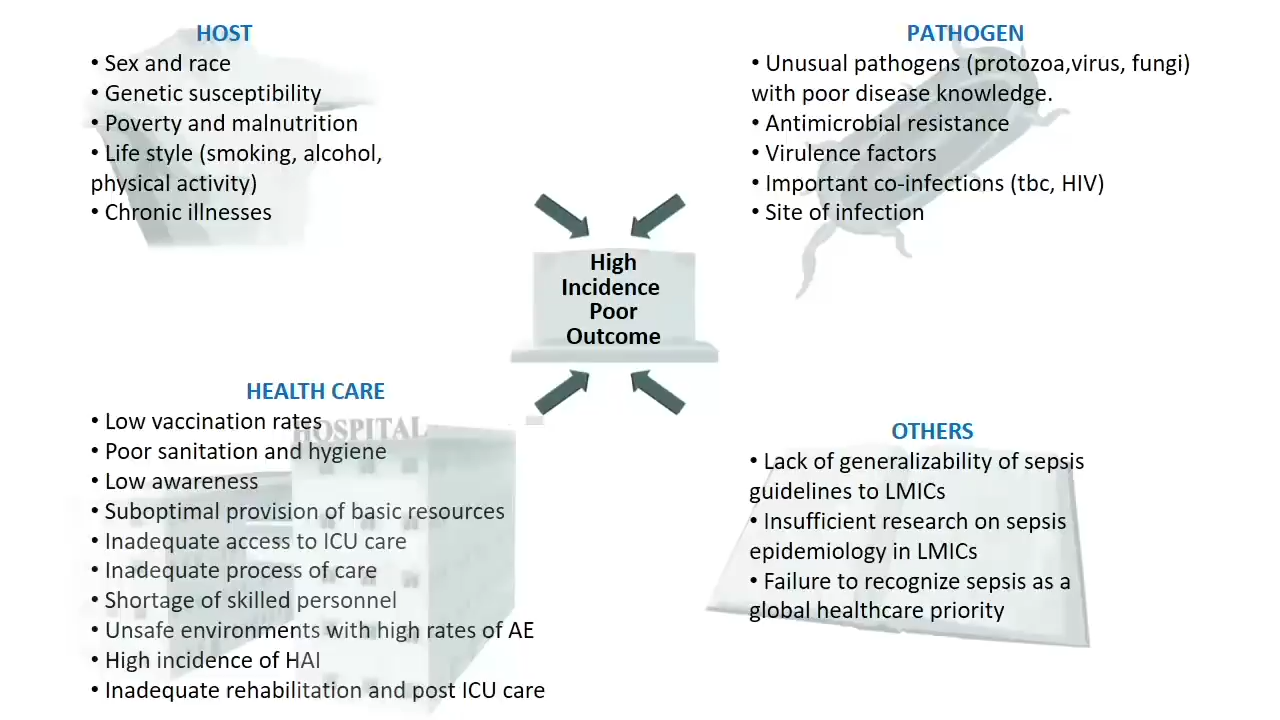 HOST
• Sex and race
• Genetic susceptibility
• Poverty and malnutrition
• Life style (smoking, alcohol,
physical activity)
• Chronic illnesses
PATHOGEN
• Unusual pathogens (protozoa,virus, fungi)
with poor disease knowledge.
• Antimicrobial resistance
• Virulence factors
• Important co-infections (tbc, HIV)
• Site of infection
High
Incidence
Poor
Outcome
HEALTH CARE
• Low vaccination rates
HOSPITAL
• Poor sanitation and hygiene
• Low awareness
• Suboptimal provision of basic resources
• Inadequate access to ICU care
• Inadequate process of care
• Shortage of skilled personnel
• Unsafe environments with high rates of AE
• High incidence of HAI
• Inadequate rehabilitation and post ICU care
OTHERS
• Lack of generalizability of sepsis
guidelines to LMICs
• Insufficient research on sepsis
epidemiology in LMICs
• Failure to recognize sepsis as a
global healthcare priority